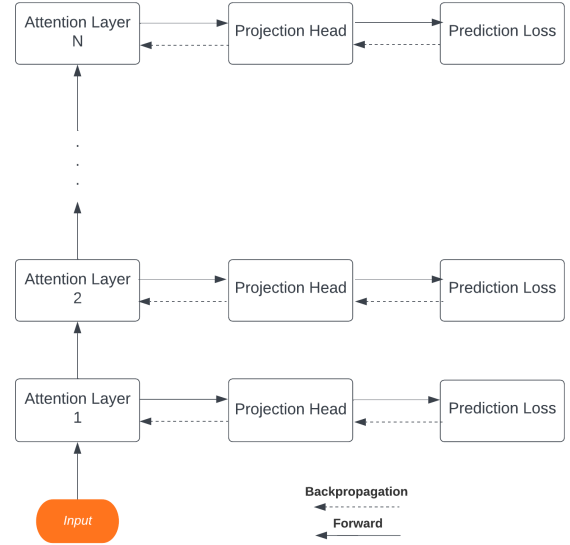 Attention Layer
N
Projection Head
Prediction Loss
.
.
.
Attention Layer
2
Projection Head
Prediction Loss
Attention Layer
1
Projection Head
Prediction Loss
Input
Backpropagation
Forward